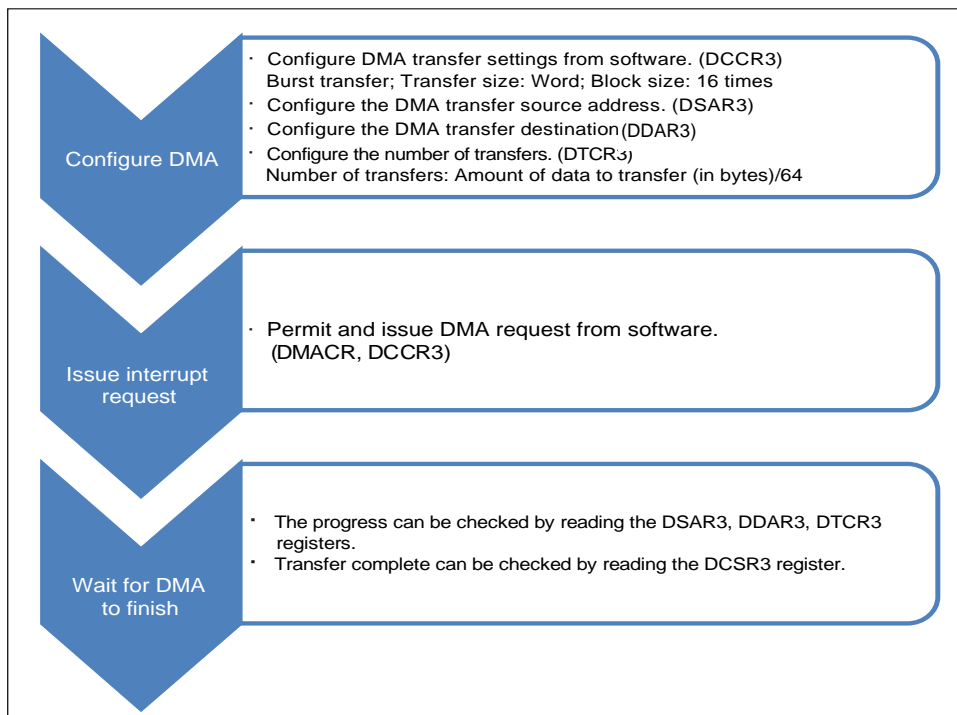 Configure DMA
· Configure DMA transfer settings from software. (DCCR3)
Burst transfer; Transfer size: Word; Block size: 16 times
· Configure the DMA transfer source address. (DSAR3)
· Configure the DMA transfer destination(DDAR3)
· Configure the number of transfers. (DTCR3)
Number of transfers: Amount of data to transfer (in bytes)/64
Issue interrupt
request
· Permit and issue DMA request from software.
(DMACR, DCCR3)
Wait for DMA
to finish
· The progress can be checked by reading the DSAR3, DDAR3, DTCR3
registers.
· Transfer complete can be checked by reading the DCSR3 register.